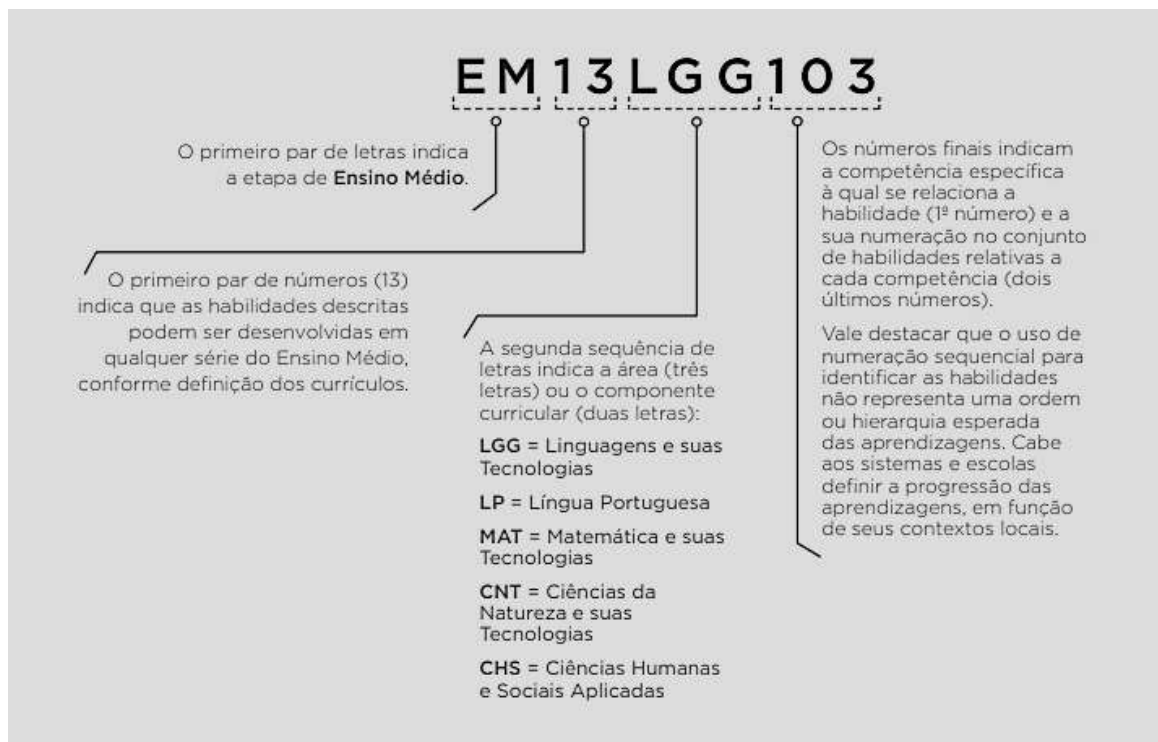 EM13LGG103
O primeiro par de letras indica
a etapa de Ensino Médio.
O primeiro par de números (13)
indica que as habilidades descritas
podem ser desenvolvidas em
qualquer série do Ensino Médio,
conforme definição dos currículos.
A segunda sequência de
letras indica a área (três
letras) ou o componente
curricular (duas letras):
LGG = Linguagens e suas
Tecnologias
LP = Língua Portuguesa
MAT = Matemática e suas
Tecnologias
CNT = Ciências da
Natureza e suas
Tecnologias
CHS = Ciências Humanas
e Sociais Aplicadas
Os números finais indicam
a competência específica
à qual se relaciona a
habilidade (1º número) e a
sua numeração no conjunto
de habilidades relativas a
cada competência (dois
últimos números).
Vale destacar que o uso de
numeração sequencial para
identificar as habilidades
não representa uma ordem
ou hierarquia esperada
das aprendizagens. Cabe
aos sistemas e escolas
definir a progressão das
aprendizagens, em função
de seus contextos locais.